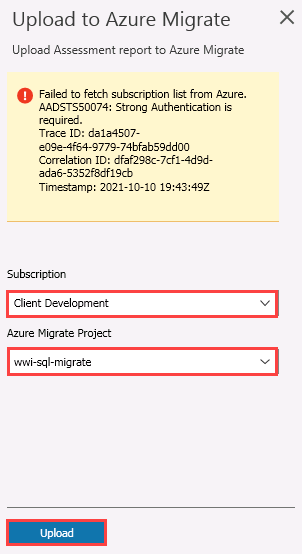 Upload to Azure Migrate
Upload Assessment report to Azure Migrate
Failed to fetch subscription list from Azure.
AADSTS50074: Strong Authentication is
required.
Trace ID: da1a4507-
e09e-4f64-9779-74bfab59dd00
Correlation ID: dfaf298c-7cf1-4d9d-
ada6-5352f8df19cb
Timestamp: 2021-10-10 19:43:49Z
Subscription
Client Development
Azure Migrate Project
wwi-sql-migrate
Upload